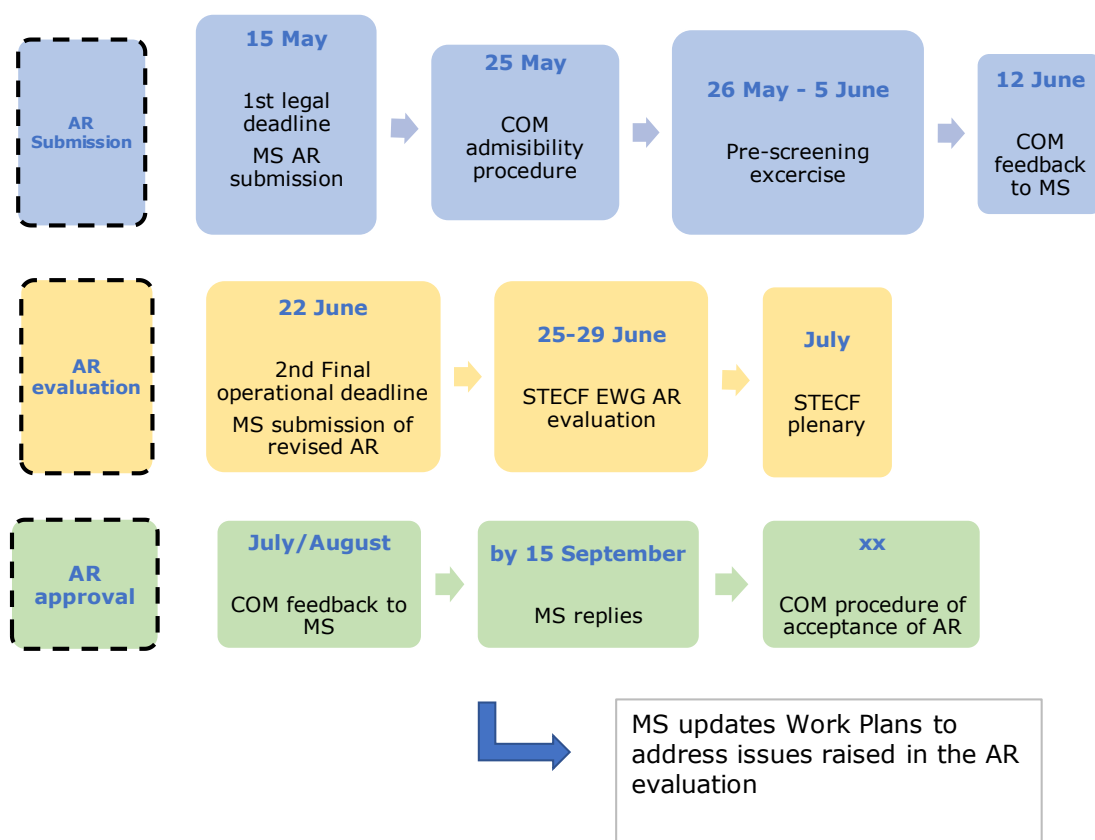 AR
Submission
15 May
1st legal
deadline
MS AR
submission
25 May
COM
admisibility
procedure
26 May - 5 June
Pre-screening
excercise
12 June
COM
feedback
to MS
AR
evaluation
22 June
2nd Final
operational deadline
MS submission of
revised AR
25-29 June
STECF EWG AR
evaluation
July
STECF
plenary
AR
approval
July/August
COM feedback to
MS
by 15 September
MS replies
xx
COM procedure of
acceptance of AR
MS updates Work Plans to
address issues raised in the AR
evaluation